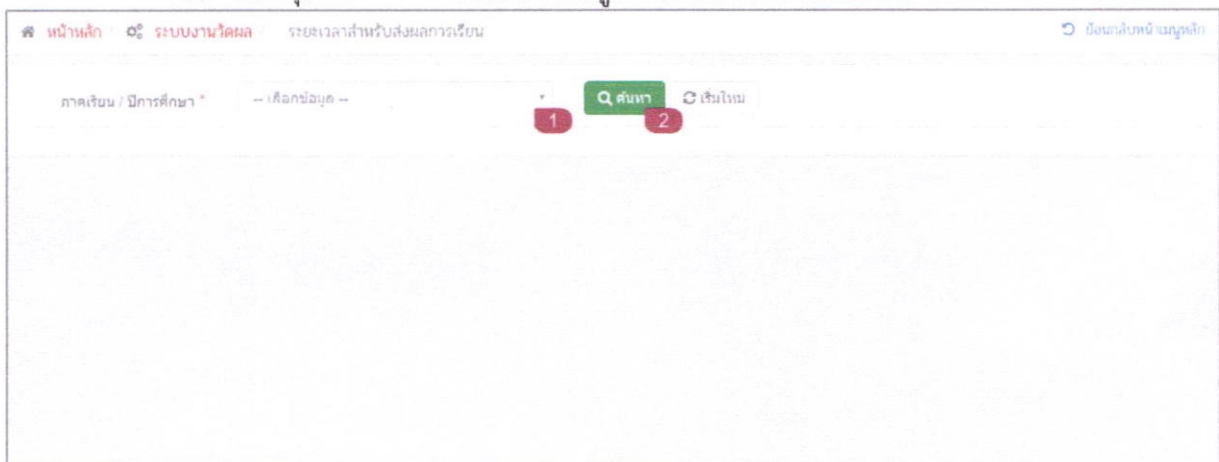 หน้าหลัก / ระบบงานวัดผล / ระยะเวลาสำหรับส่งผลการเรียน ย้อนกลับหน้าเมนูหลัก
ภาคเรียน / ปีการศึกษา * -- เลือกข้อมูล -- ค้นหา เริ่มใหม่
1 2